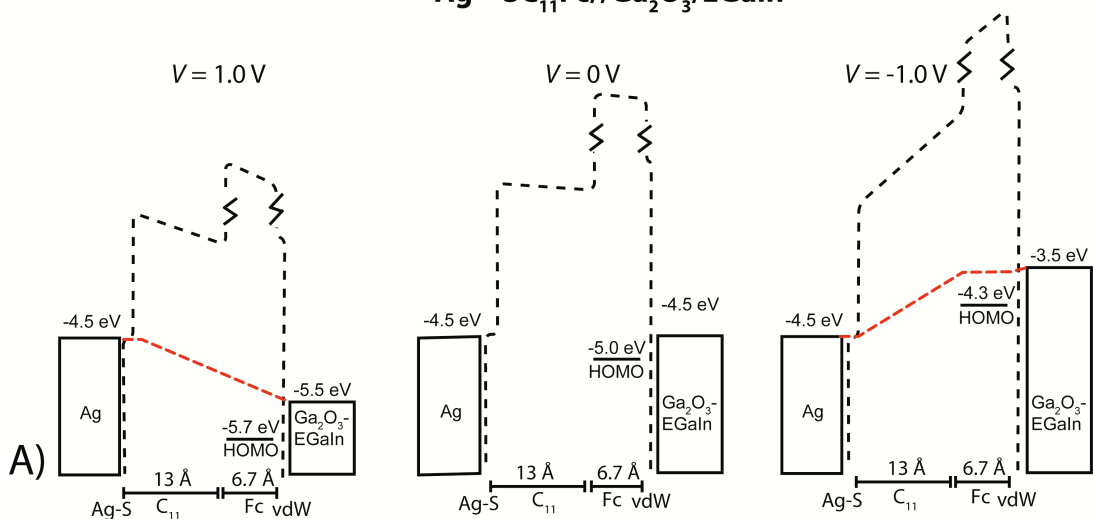 Ag - SC₁₁Fc//Ga₂O₃/EGaIn
V = 1.0 V
V = 0 V
V = -1.0 V
-4.5 eV
Ag
-5.5 eV
Ga₂O₃-
EGaIn
-5.7 eV
HOMO
A)
13 Å
6.7 Å
Ag-S
C₁₁
Fc
vdW
-4.5 eV
Ag
-4.5 eV
-5.0 eV
HOMO
Ga₂O₃-
EGaIn
13 Å
6.7 Å
Ag-S
C₁₁
Fc
vdW
-4.5 eV
Ag
-3.5 eV
-4.3 eV
HOMO
Ga₂O₃-
EGaIn
13 Å
6.7 Å
Ag-S
C₁₁
Fc
vdW